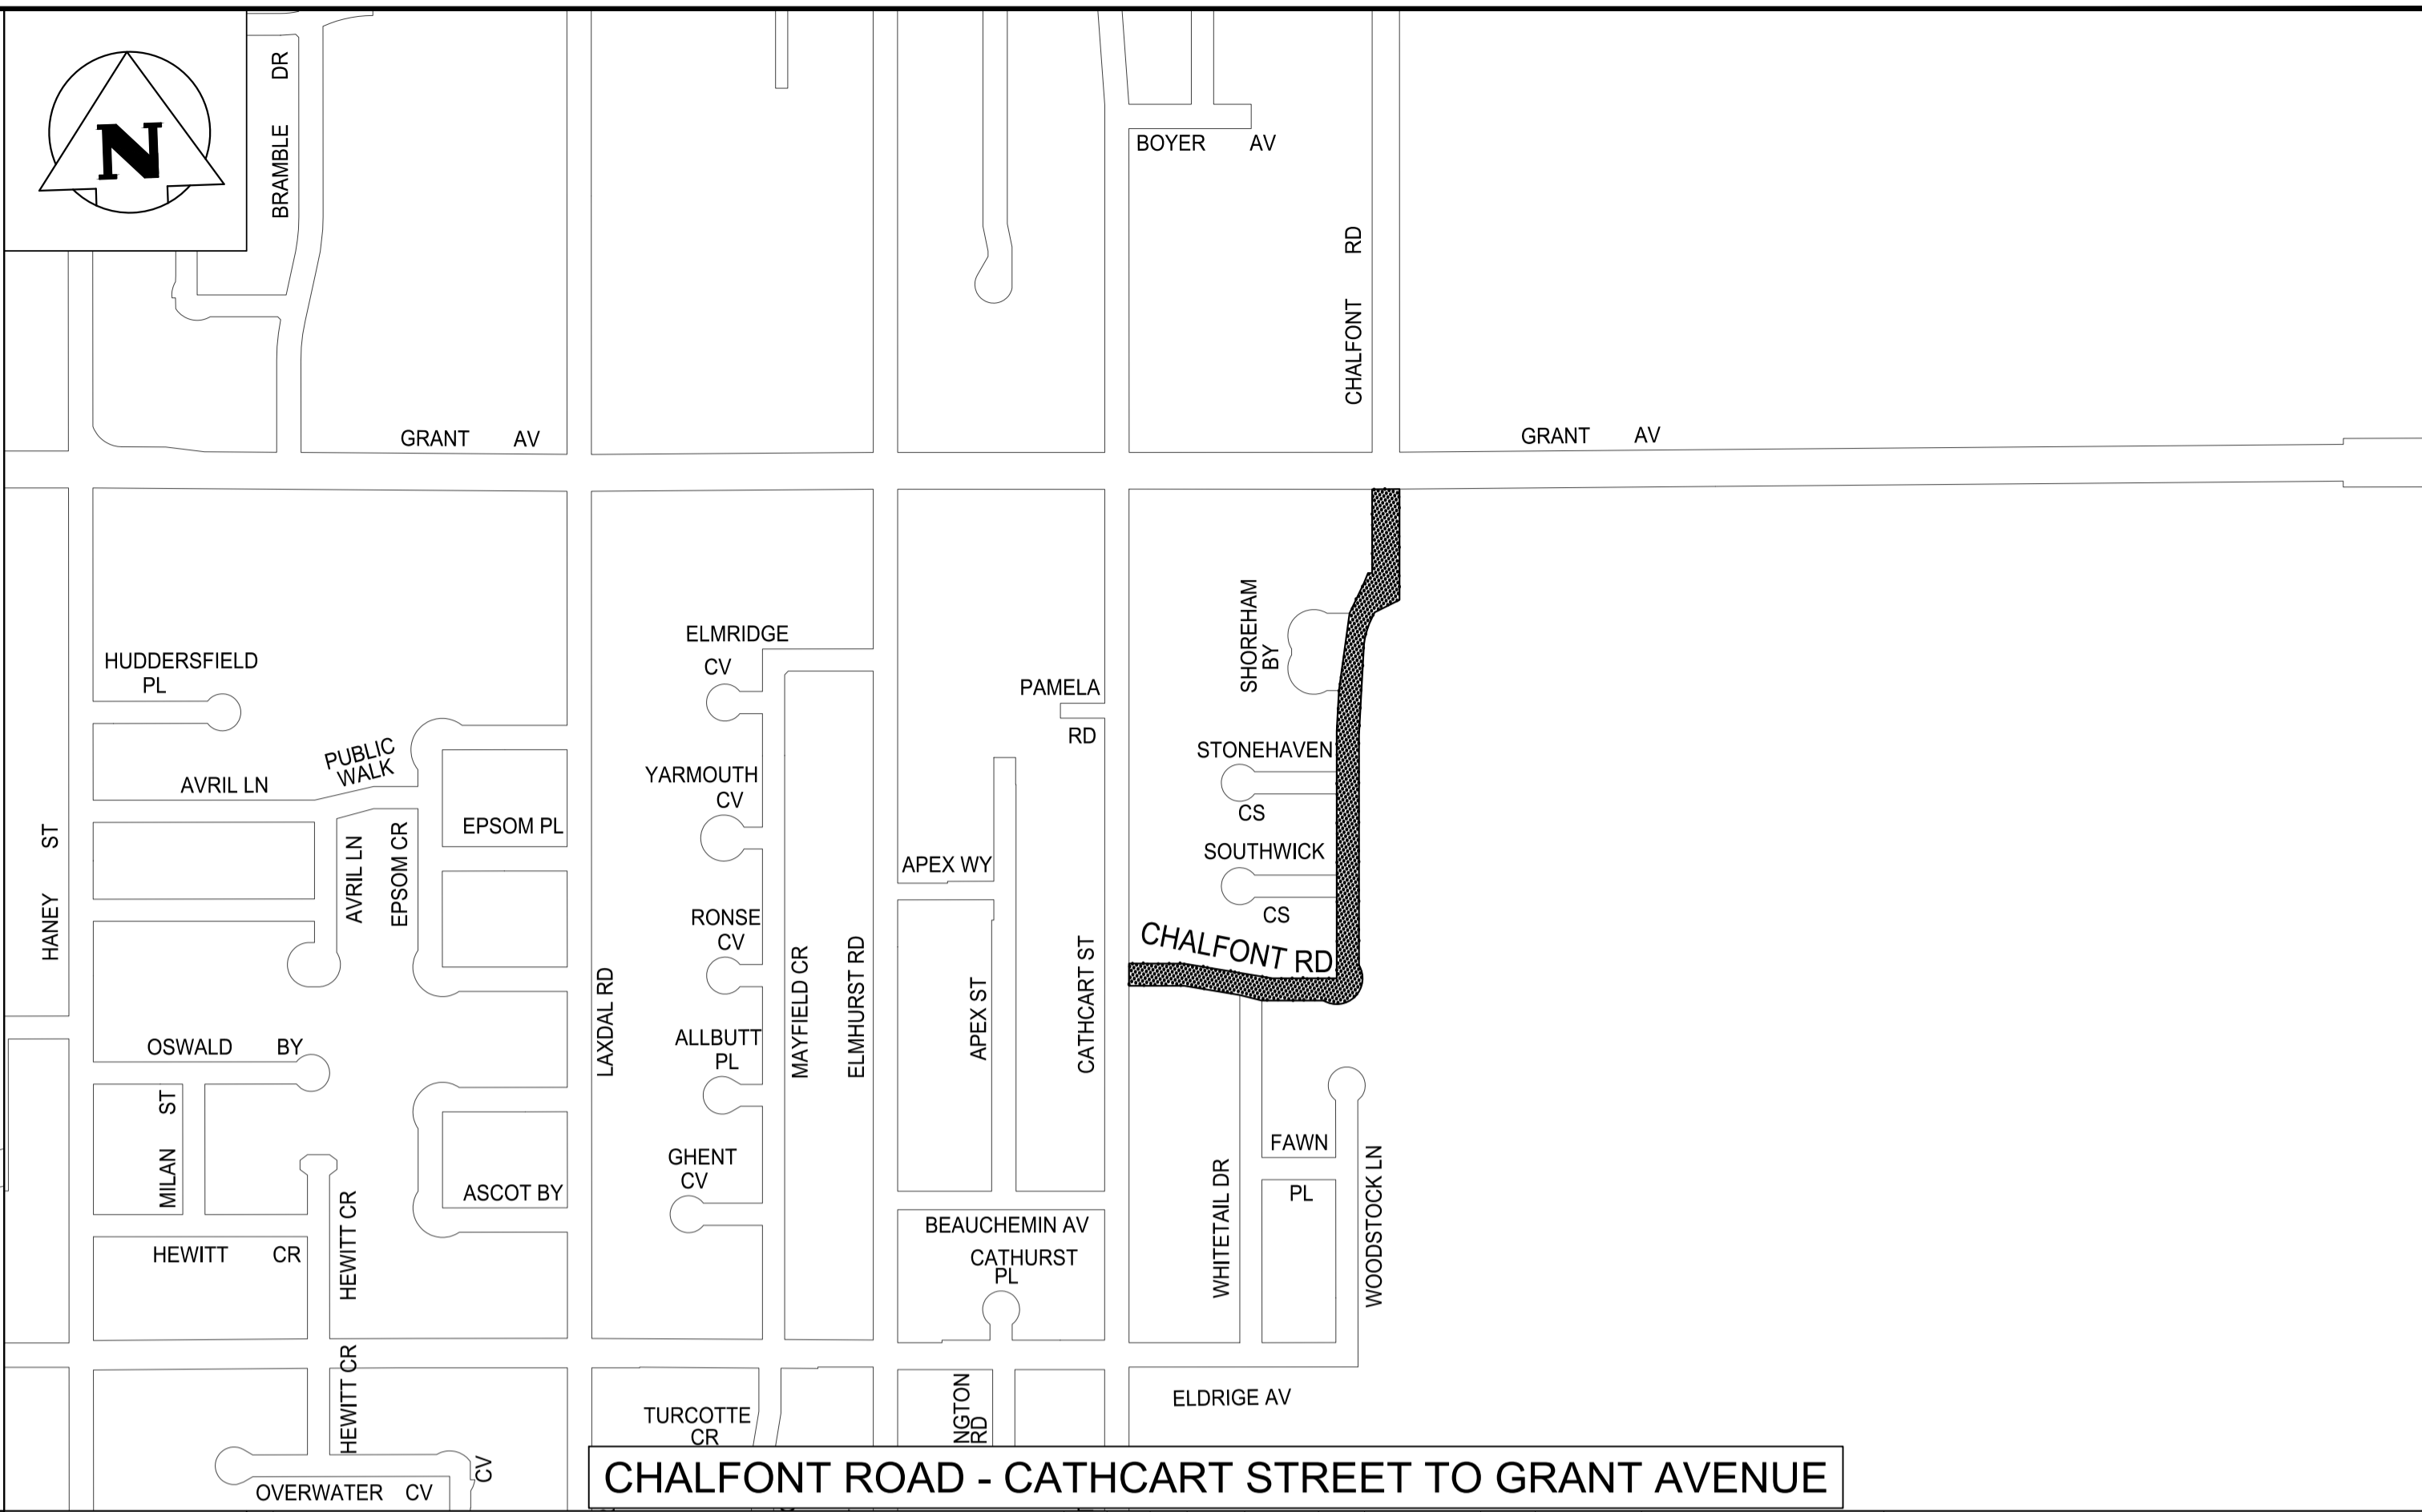 N
BRAMBLE DR
BOYER AV
CHALFONT RD
GRANT AV
GRANT AV
HUDDERSFIELD
PL
PUBLIC
WALK
AVRIL LN
AVRIL LN
EPSOM CR
EPSOM PL
HANEY ST
ELMRIDGE
CV
YARMOUTH
CV
RONSE
CV
ALLBUTT
PL
GHENT
CV
LAXDAL RD
MAYFIELD CR
ELMHURST RD
PAMELA
RD
APEX WY
APEX ST
CATHCART ST
SHOREHAM
BY
STONEHAVEN
CS
SOUTHWICK
CS
CHALFONT RD
OSWALD BY
MILAN ST
HEWITT CR
HEWITT CR
HEWITT CR
ASCOT BY
BEAUCHEMIN AV
CATHURST
PL
WHITETAIL DR
FAWN
PL
WOODSTOCK LN
ELDRIGE AV
TURCOTTE
CR
NGTON
RD
OVERWATER CV
CV
CHALFONT ROAD - CATHCART STREET TO GRANT AVENUE